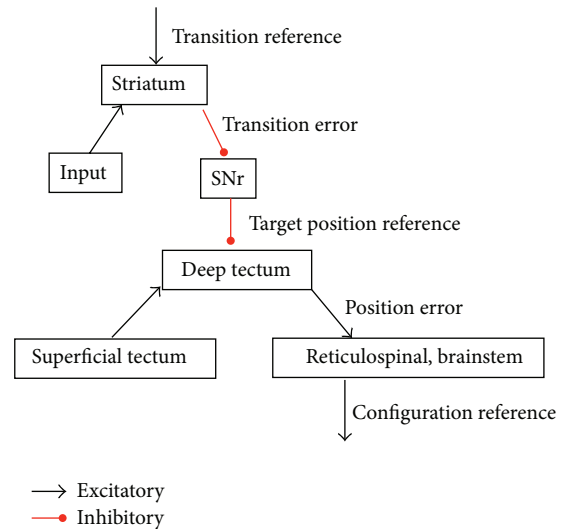 Transition reference
Striatum
Transition error
Input
SNr
Target position reference
Deep tectum
Position error
Superficial tectum
Reticulospinal, brainstem
Configuration reference
Excitatory
Inhibitory